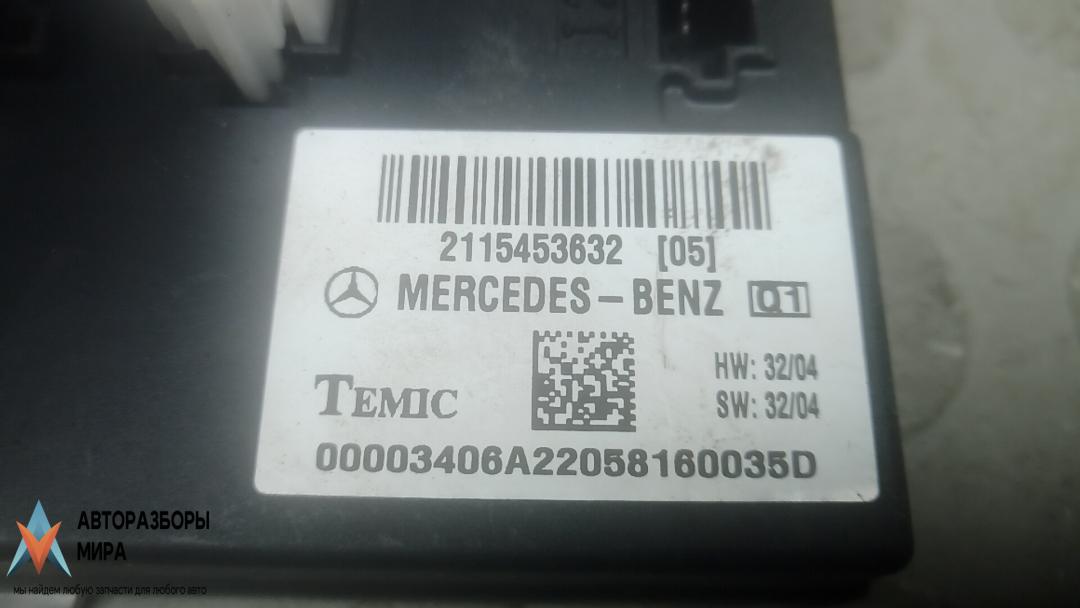 2115453632 [05]
MERCEDES-BENZ Q1
HW: 32/04
TEMIC
SW: 32/04
00003406A22058160035D
АВТОРАЗБОРЫ
МИРА
мы найдем любую запчасти для любого авто